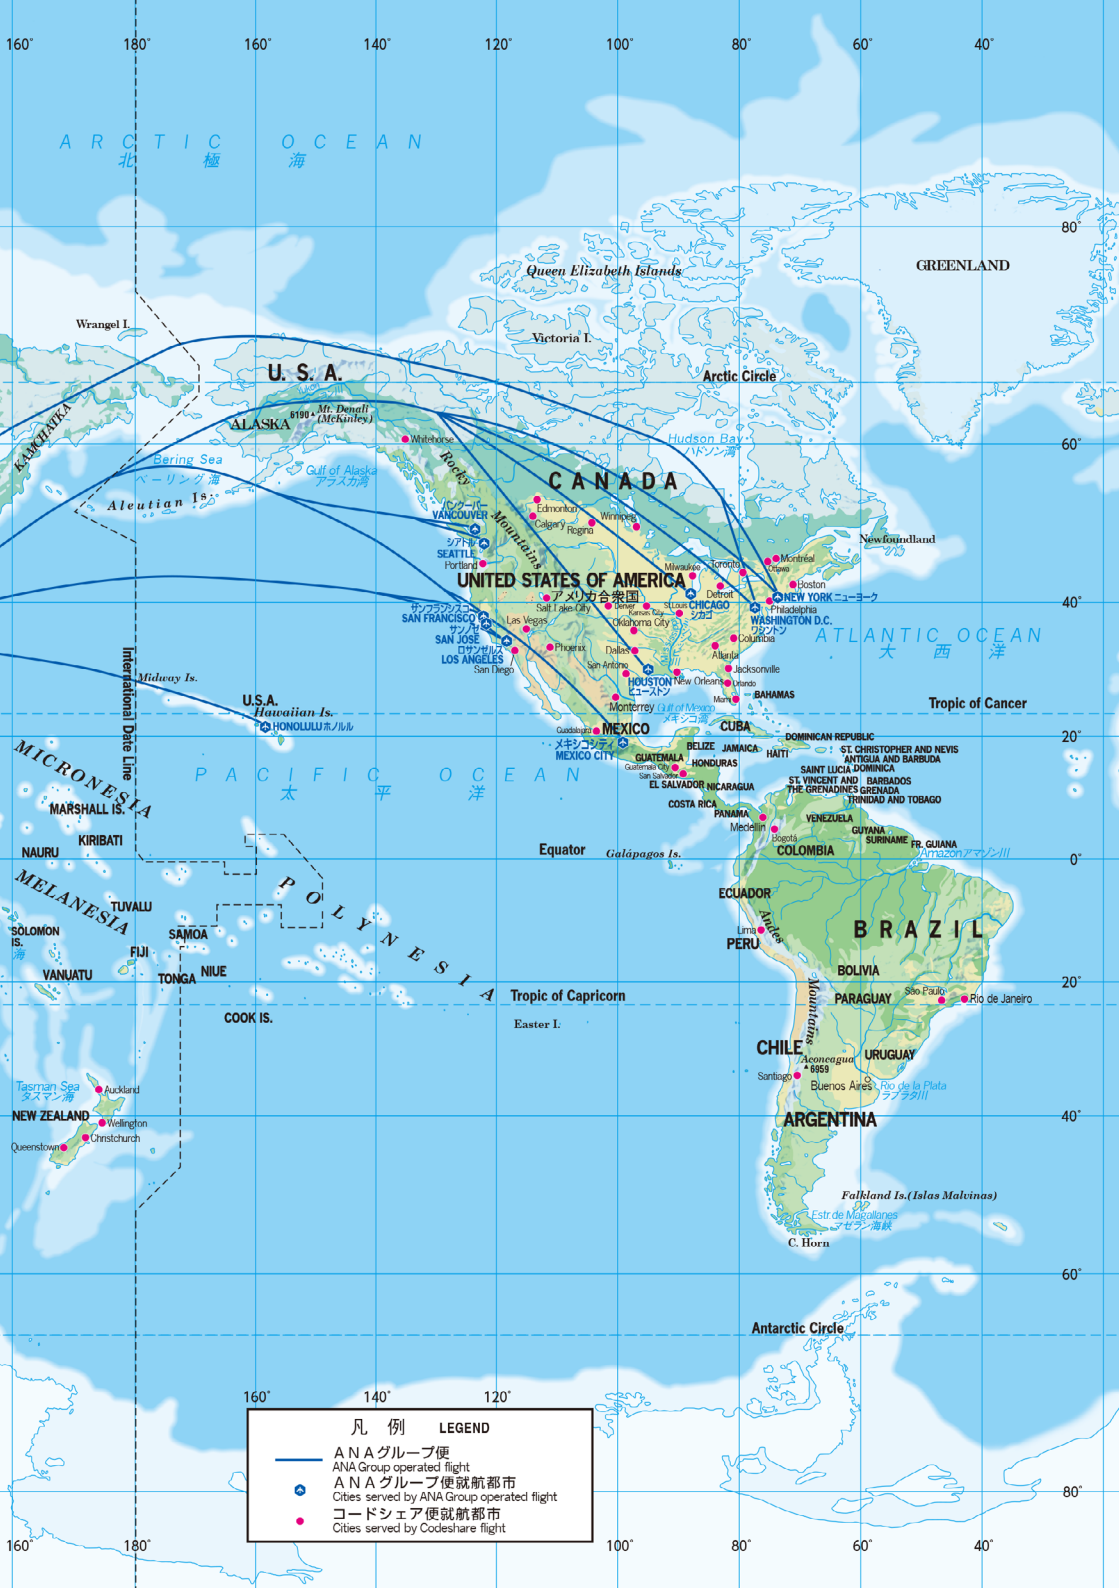 160°
180°
160°
140°
120°
100°
80°
60°
40°
ARCTIC OCEAN
北極海
80°
Queen Elizabeth Islands
GREENLAND
Wrangel I.
Victoria I.
U. S. A.
Arctic Circle
KAMCHATKA
6190
Mt. Denali
(McKinley)
ALASKA
Whitehorse
Hudson Bay
ハドソン湾
60°
Bering Sea
ベーリング海
Gulf of Alaska
アラスカ湾
Rocky
Mountains
CANADA
Aleutian Is.
バンクーバー
VANCOUVER
Edmonton
Calgary
Regina
Winnipeg
シアトル
SEATTLE
Portland
Newfoundland
Montréal
Ottawa
Toronto
Milwaukee
UNITED STATES OF AMERICA
アメリカ合衆国
Detroit
Boston
NEW YORK ニューヨーク
Philadelphia
40°
サンフランシスコ
SAN FRANCISCO
Salt Lake City
Denver
Kansas City
St.Louis
CHICAGO
シカゴ
WASHINGTON D.C.
ワシントン
サンノゼ
SAN JOSE
Las Vegas
Oklahoma City
Columbia
ATLANTIC OCEAN
大西洋
ロサンゼルス
LOS ANGELES
San Diego
Phoenix
Dallas
Atlanta
San Antonio
Jacksonville
HOUSTON
ヒューストン
New Orleans
Orlando
Miami
BAHAMAS
International Date Line
Midway Is.
U.S.A.
Hawaiian Is.
HONOLULU ホノルル
Monterrey
Gulf of Mexico
メキシコ湾
Tropic of Cancer
Guadalajara
MEXICO
メキシコシティ
MEXICO CITY
CUBA
20°
DOMINICAN REPUBLIC
BELIZE
JAMAICA
HAITI
ST. CHRISTOPHER AND NEVIS
ANTIGUA AND BARBUDA
GUATEMALA
Guatemala City
HONDURAS
SAINT LUCIA
DOMINICA
San Salvador
EL SALVADOR
NICARAGUA
ST. VINCENT AND
THE GRENADINES
BARBADOS
GRENADA
TRINIDAD AND TOBAGO
PACIFIC OCEAN
太平洋
MICRONESIA
MARSHALL IS.
COSTA RICA
PANAMA
VENEZUELA
Medellín
Bogotá
GUYANA
SURINAME
FR. GUIANA
KIRIBATI
NAURU
COLOMBIA
Amazonアマゾン川
Equator
Galápagos Is.
0°
MELANESIA
POLYNESIA
ECUADOR
TUVALU
SOLOMON
IS.
海
SAMOA
Lima
PERU
Andes
Mountains
BRAZIL
FIJI
VANUATU
TONGA
NIUE
BOLIVIA
20°
Tropic of Capricorn
PARAGUAY
São Paulo
Rio de Janeiro
COOK IS.
Easter I.
CHILE
Aconcagua
6959
URUGUAY
Santiago
Buenos Aires
Rio de la Plata
ラプラタ川
Tasman Sea
タスマン海
Auckland
NEW ZEALAND
Wellington
Christchurch
Queenstown
ARGENTINA
40°
Falkland Is.(Islas Malvinas)
Estr.de Magallanes
マゼラン海峡
C. Horn
60°
Antarctic Circle
160°
140°
120°
凡例 LEGEND
ANAグループ便
ANA Group operated flight
ANAグループ便就航都市
Cities served by ANA Group operated flight
コードシェア便就航都市
Cities served by Codeshare flight
80°
160°
180°
100°
80°
60°
40°